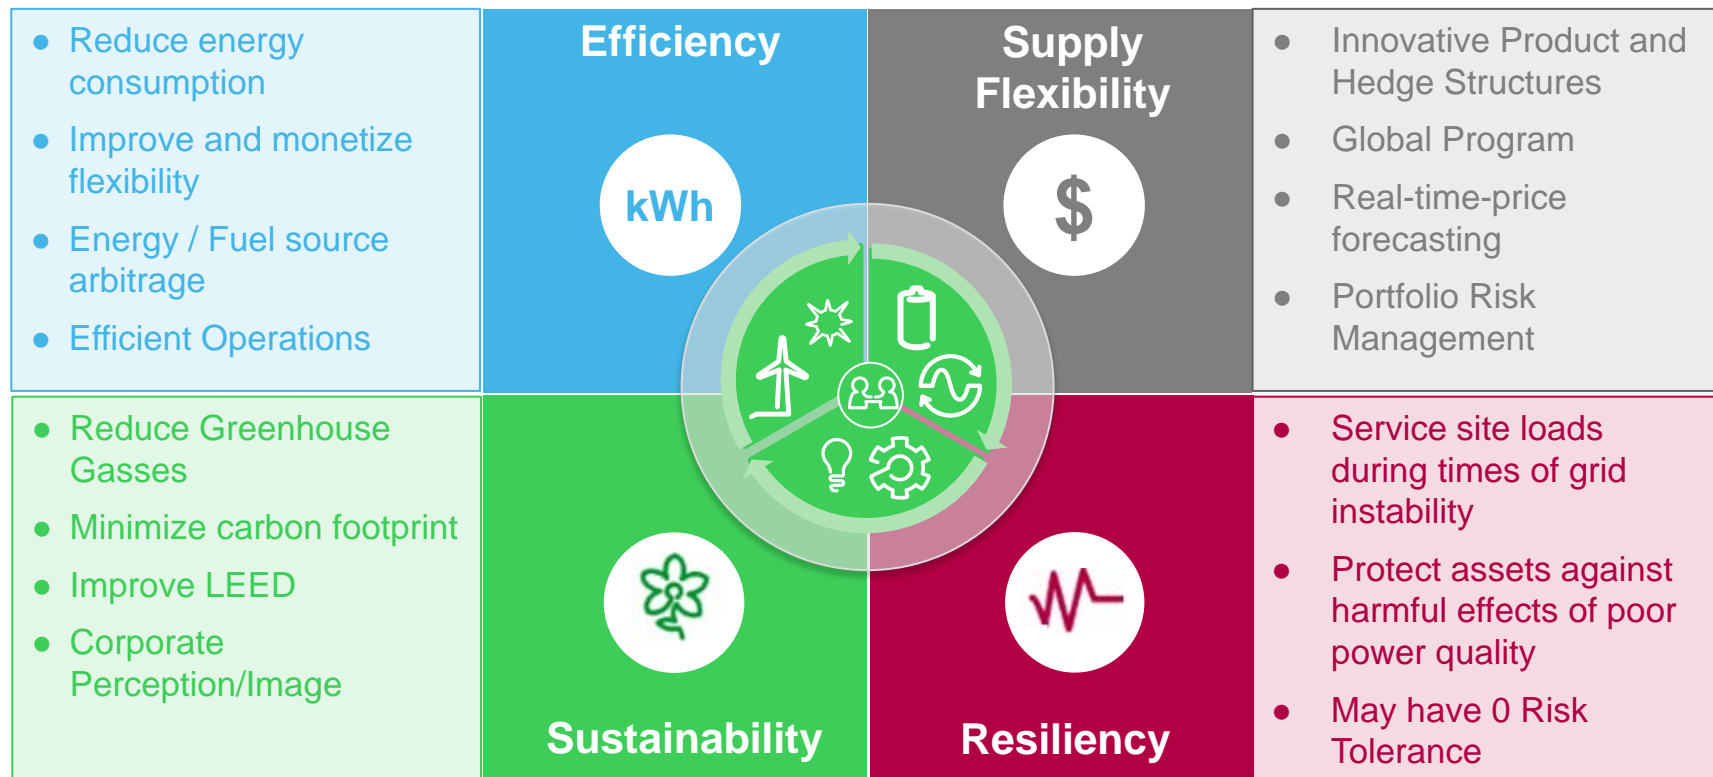 ● Reduce energy
consumption
● Improve and monetize
flexibility
● Energy / Fuel source
arbitrage
● Efficient Operations
Efficiency
kWh
Supply
Flexibility
$
● Innovative Product and
Hedge Structures
● Global Program
● Real-time-price
forecasting
● Portfolio Risk
Management
● Reduce Greenhouse
Gasses
● Minimize carbon footprint
● Improve LEED
● Corporate
Perception/Image
Sustainability
Resiliency
● Service site loads
during times of grid
instability
● Protect assets against
harmful effects of poor
power quality
● May have 0 Risk
Tolerance